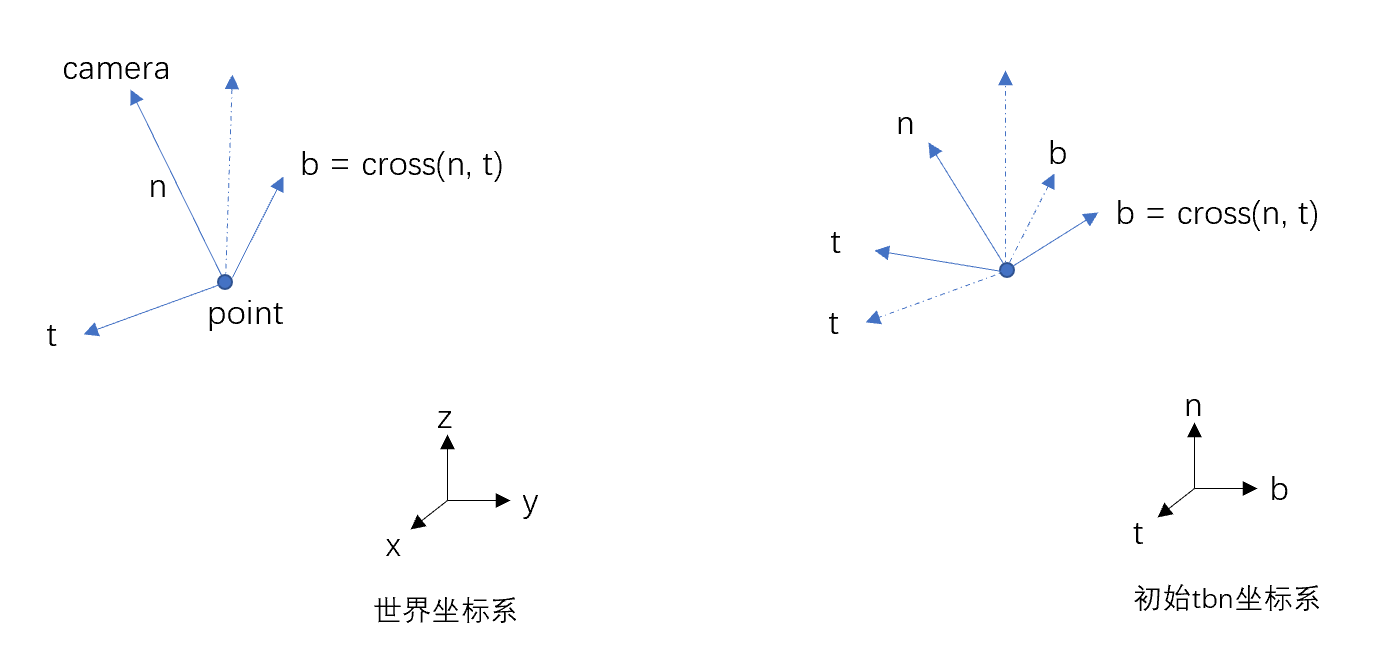 camera
n
b = cross(n, t)
t
point
z
y
x
世界坐标系
n
b
b = cross(n, t)
t
t
n
b
t
初始tbn坐标系